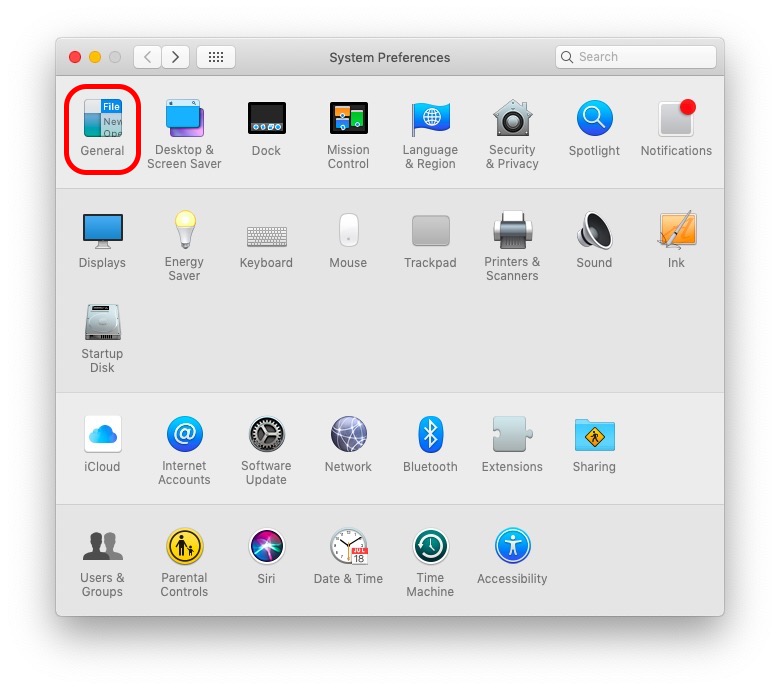 System Preferences
Search
File
New
Ope
General
Desktop &
Screen Saver
Dock
Mission
Control
Language
& Region
Security
& Privacy
Spotlight
Notifications
Displays
Energy
Saver
Keyboard
Mouse
Trackpad
Printers &
Scanners
Sound
Ink
Startup
Disk
iCloud
@
Internet
Accounts
Software
Update
Network
Bluetooth
Extensions
Sharing
Users &
Groups
Parental
Controls
Siri
JUL
18
Date & Time
Time
Machine
Accessibility